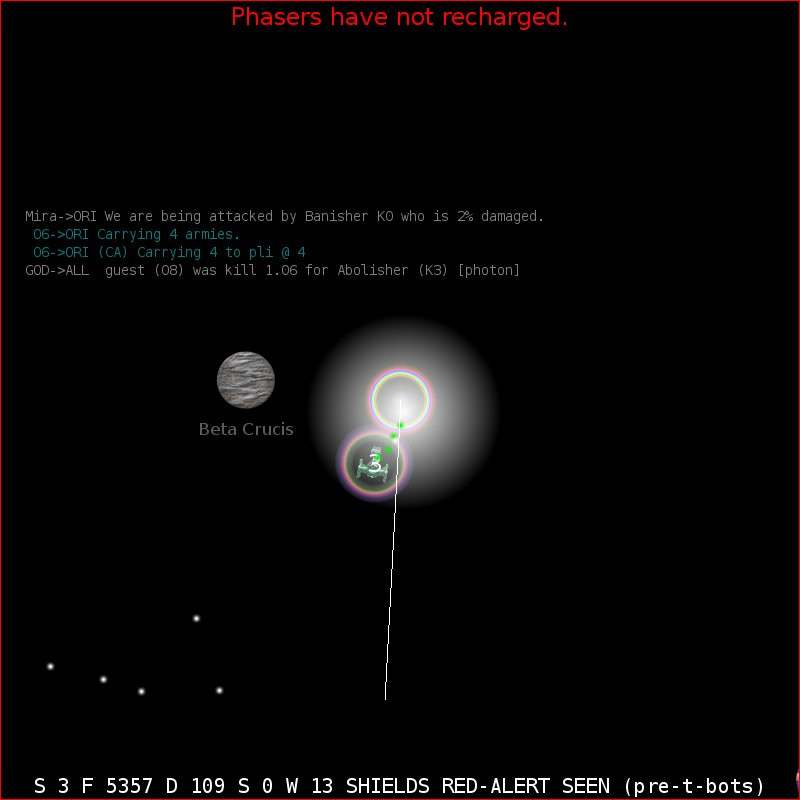 Phasers have not recharged.
Mira->ORI We are being attacked by Banisher K0 who is 2% damaged.
O6->ORI Carrying 4 armies.
O6->ORI (CA) Carrying 4 to pli @ 4
GOD->ALL  guest (O8) was kill 1.06 for Abolisher (K3) [photon]
Beta Crucis
3
S 3 F 5357 D 109 S 0 W 13 SHIELDS RED-ALERT SEEN (pre-t-bots)